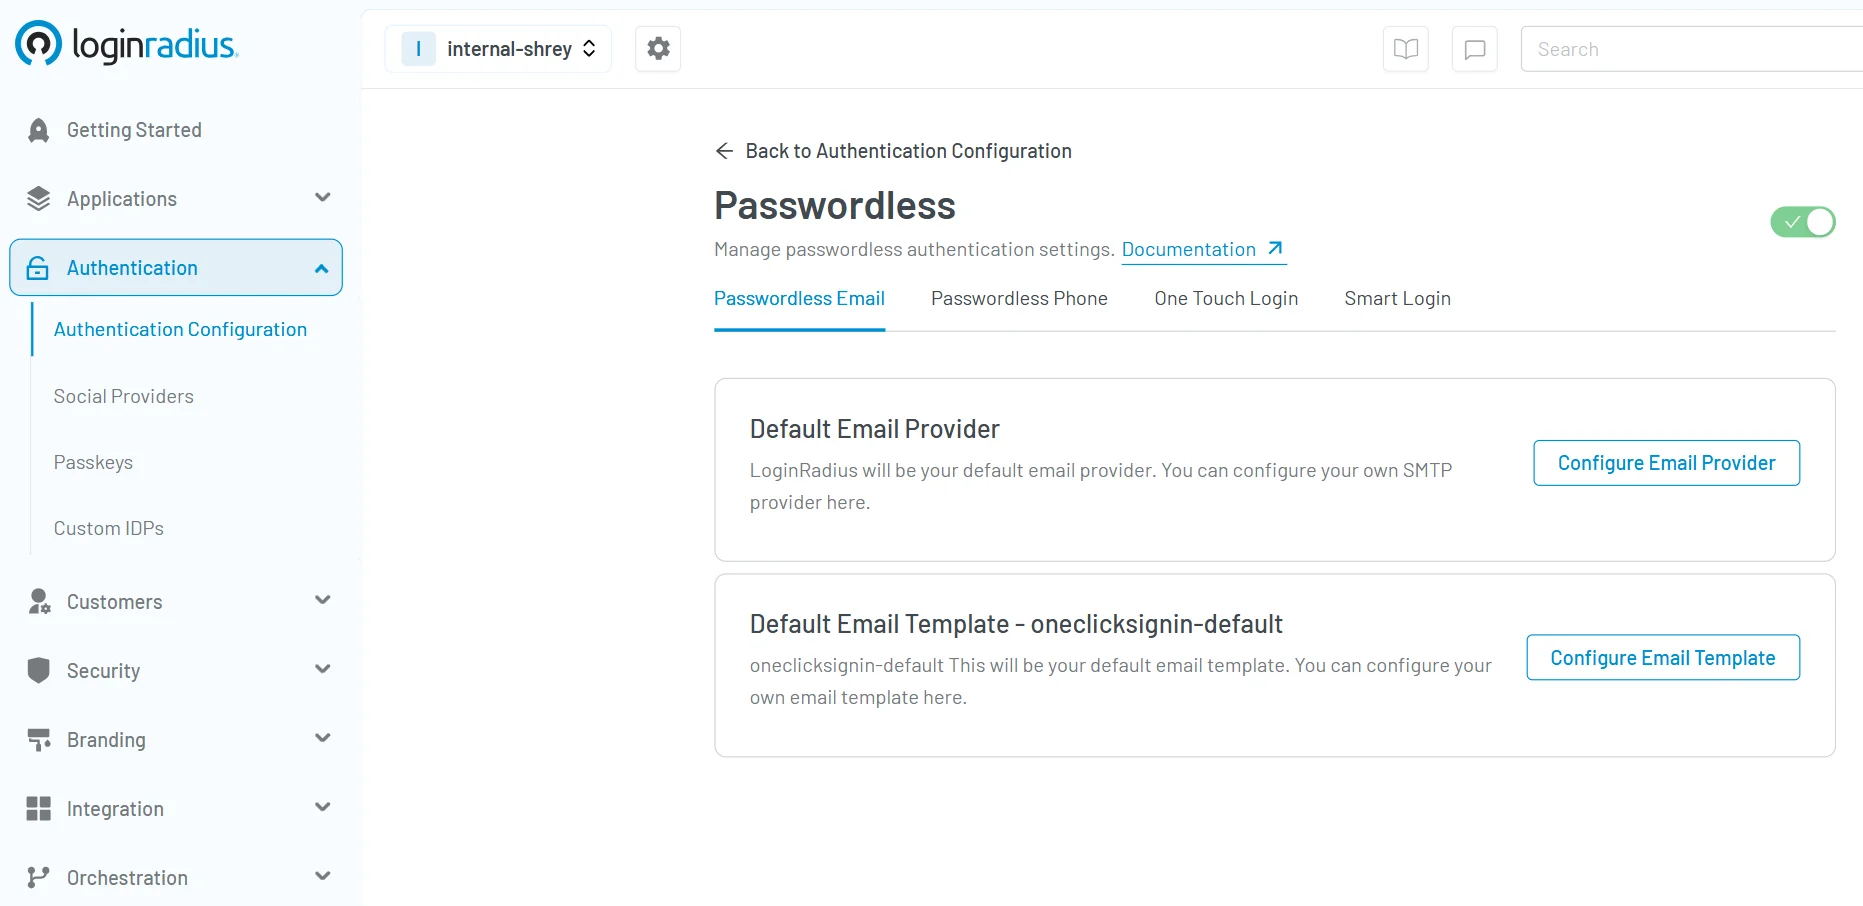 loginradius
I internal-shrey
Search
Getting Started
Applications
Authentication
Authentication Configuration
Social Providers
Passkeys
Custom IDPs
Customers
Security
Branding
Integration
Orchestration
Back to Authentication Configuration
Passwordless
Manage passwordless authentication settings. Documentation
Passwordless Email Passwordless Phone One Touch Login Smart Login
Default Email Provider
LoginRadius will be your default email provider. You can configure your own SMTP
provider here.
Configure Email Provider
Default Email Template - oneclicksignin-default
oneclicksignin-default This will be your default email template. You can configure your
own email template here.
Configure Email Template